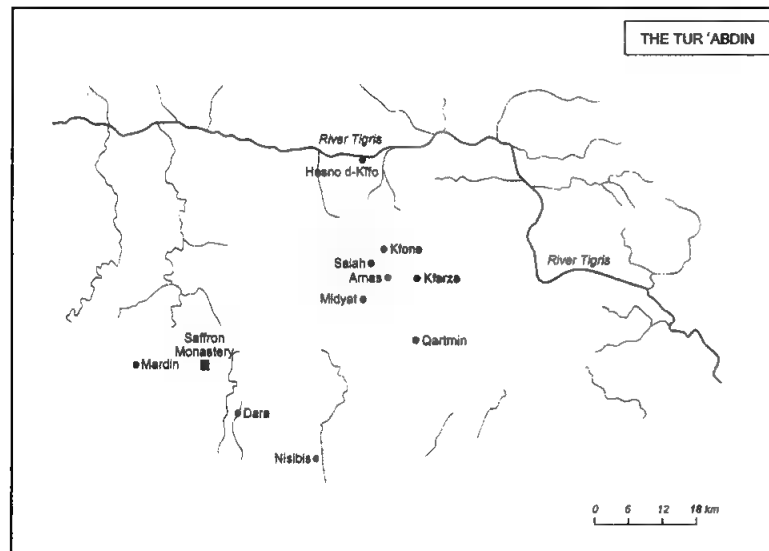 THE TUR 'ABDIN
River Tigris
Hesno d-Kifo
Kfone
Salah
Arnas
Kfarze
River Tigris
Midyat
Qartmin
Saffron
Monastery
Mardin
Dara
Nisibis
0 6 12 18 km